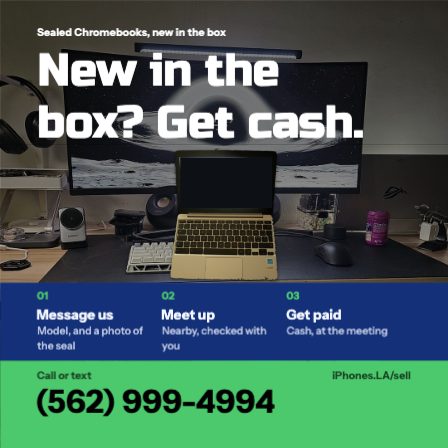 Sealed Chromebooks, new in the box
New in the
box? Get cash.
01
Message us
Model, and a photo of
the seal
02
Meet up
Nearby, checked with
you
03
Get paid
Cash, at the meeting
Call or text
(562) 999-4994
iPhones.LA/sell